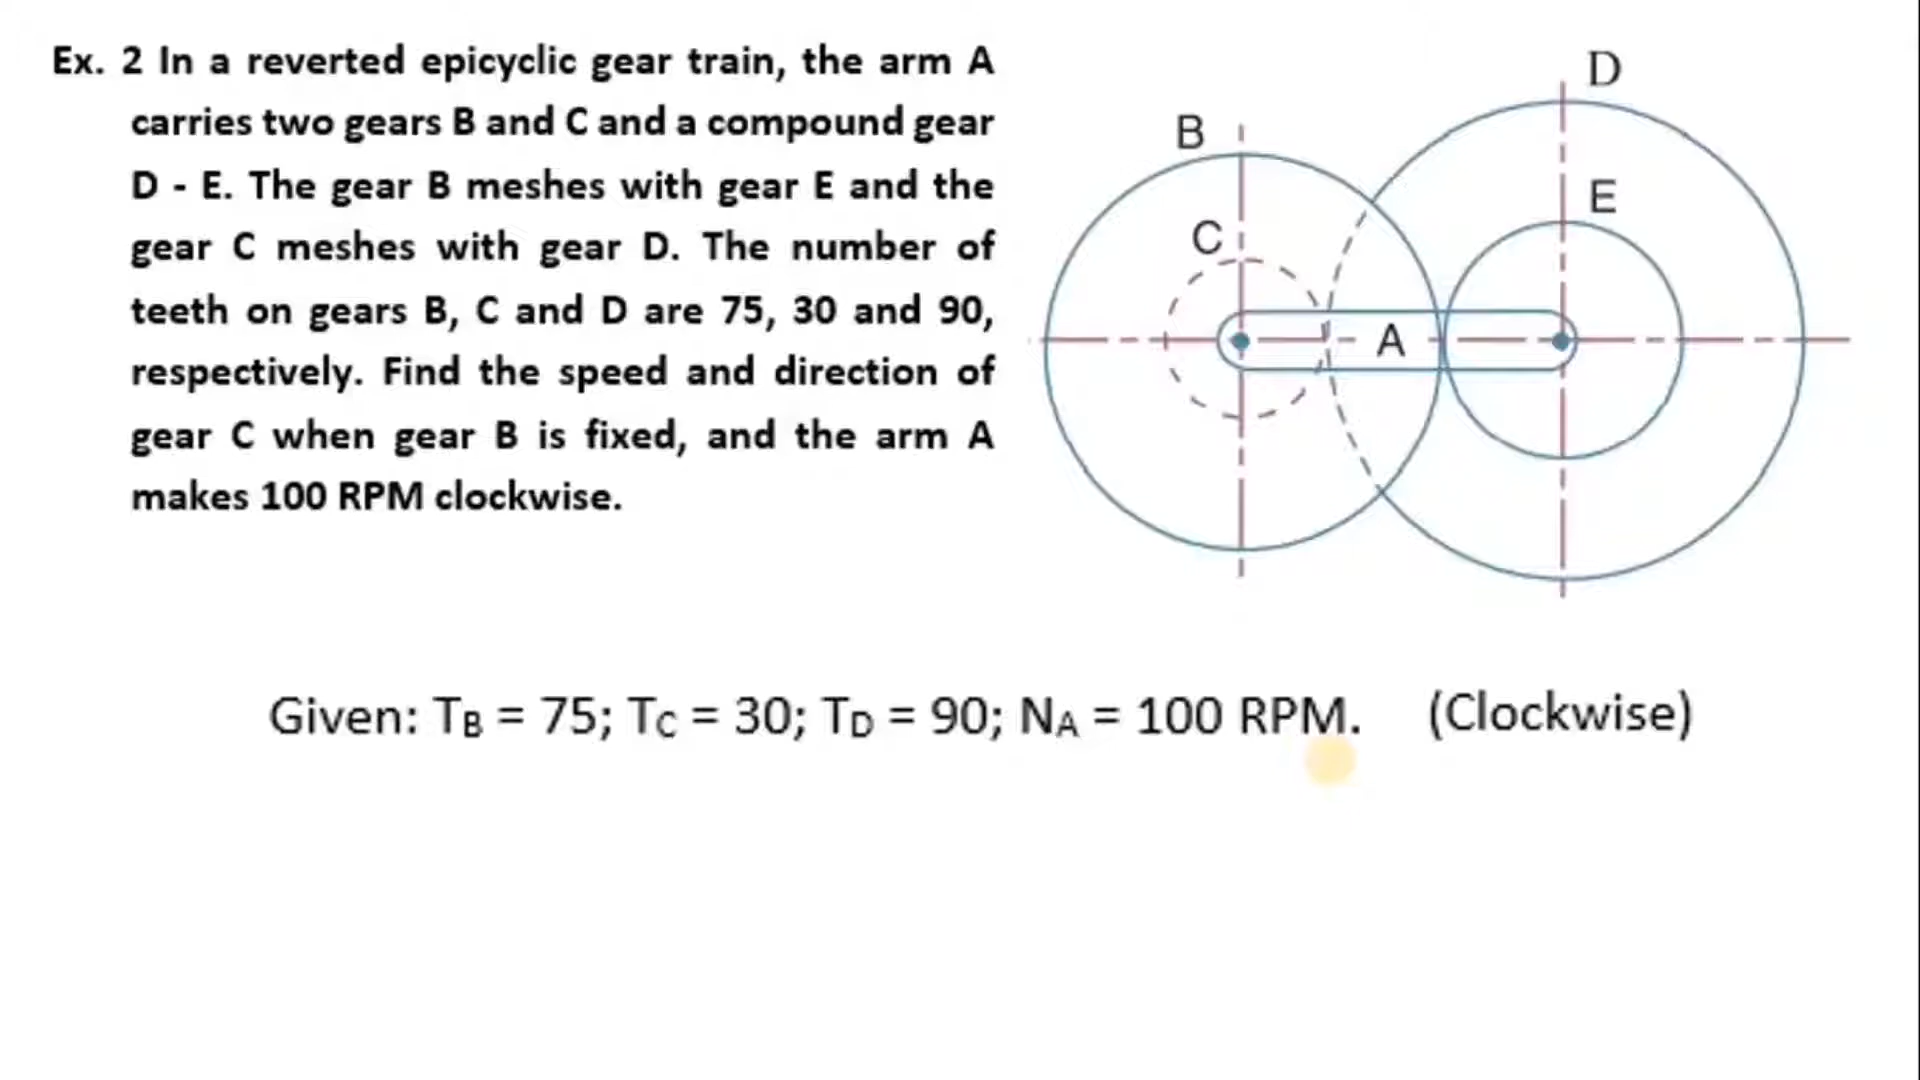 Ex. 2 In a reverted epicyclic gear train, the arm A
carries two gears B and C and a compound gear
D - E. The gear B meshes with gear E and the
gear C meshes with gear D. The number of
teeth on gears B, C and D are 75, 30 and 90,
respectively. Find the speed and direction of
gear C when gear B is fixed, and the arm A
makes 100 RPM clockwise.
D
B
E
C
A
Given: TB = 75; TC = 30; TD = 90; NA = 100 RPM. (Clockwise)